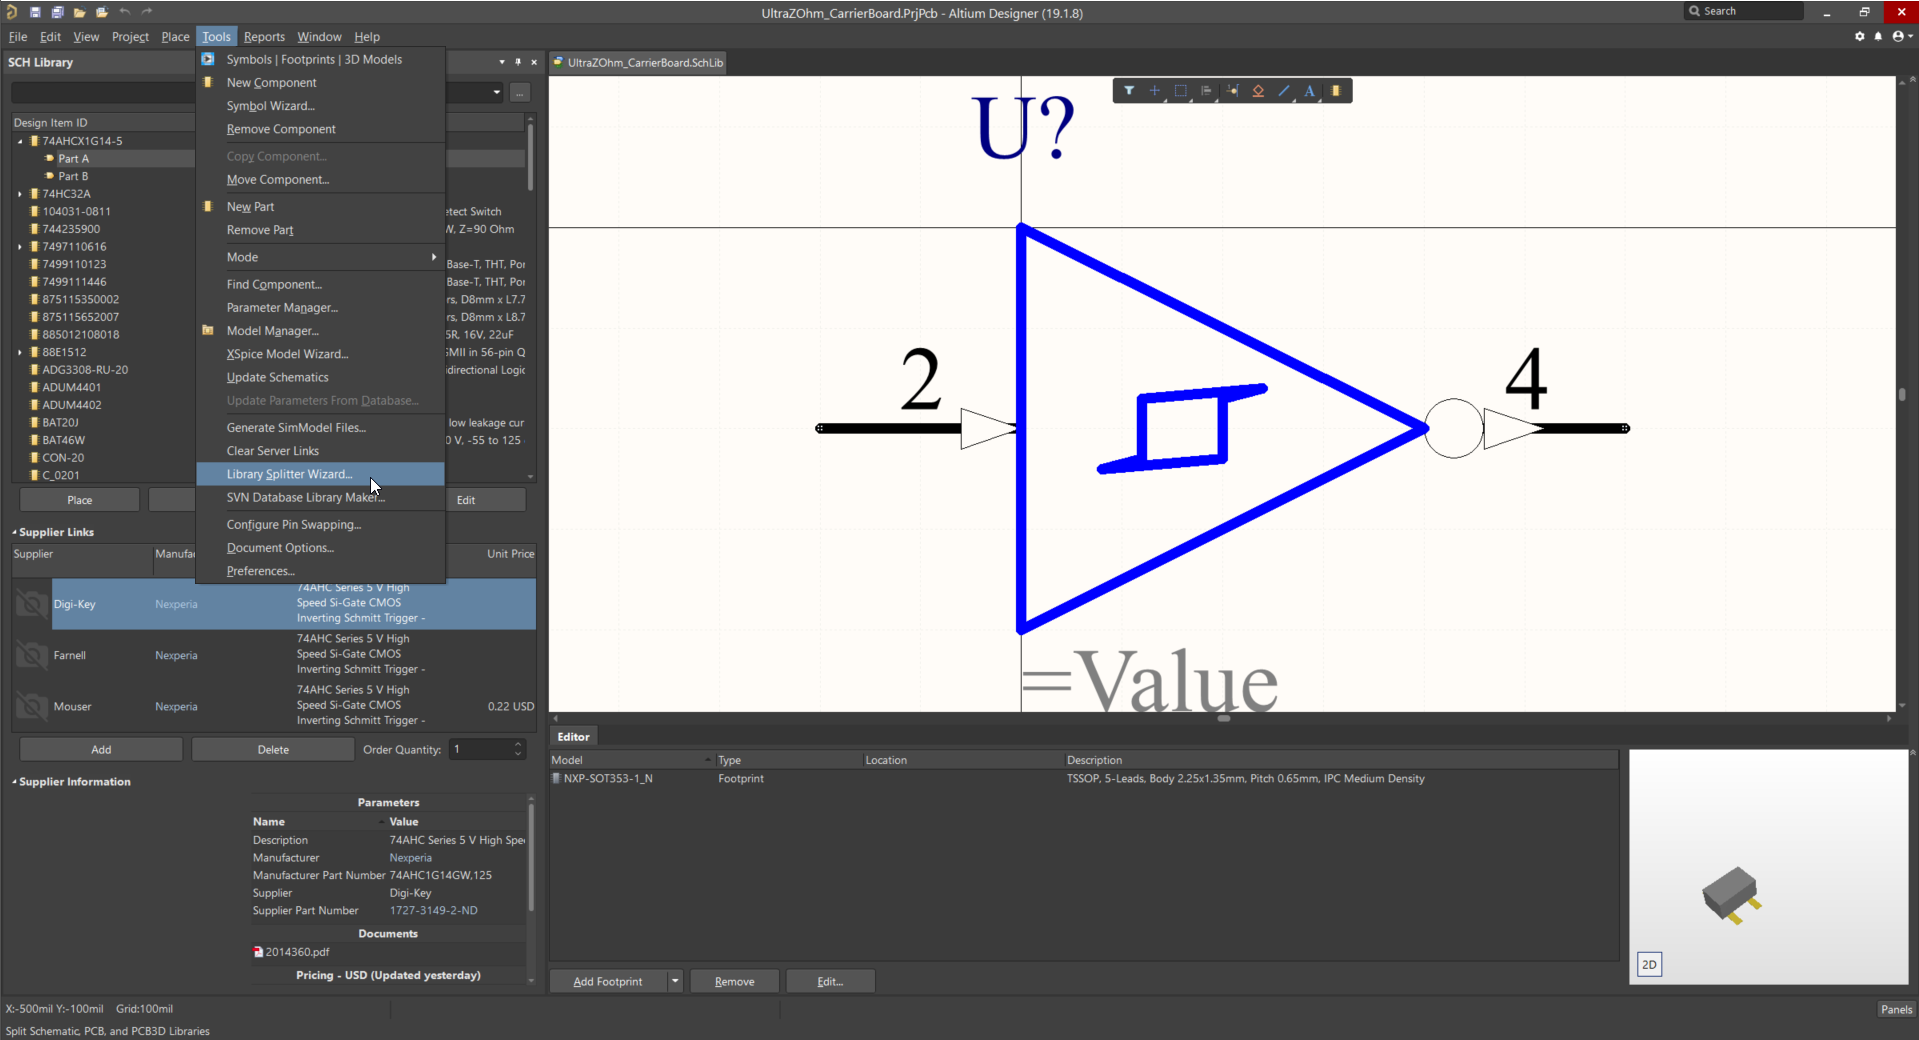 UltraZOhm_CarrierBoard.PrjPcb - Altium Designer (19.1.8)
Search
File Edit View Project Place Tools Reports Window Help
SCH Library
UltraZOhm_CarrierBoard.SchLib
...
Design Item ID
74AHCX1G14-5
Part A
Part B
74HC32A
104031-0811
744235900
7497110616
7499110123
7499111446
875115350002
875115652007
885012108018
88E1512
ADG3308-RU-20
ADUM4401
ADUM4402
BAT20J
BAT46W
CON-20
C_0201
etect Switch
V, Z=90 Ohm
Base-T, THT, Por
Base-T, THT, Por
rs, D8mm x L7.7
rs, D8mm x L8.7
5R, 16V, 22uF
GMII in 56-pin Q
directional Logic
low leakage cur
0 V, -55 to 125
Symbols | Footprints | 3D Models
New Component
Symbol Wizard...
Remove Component
Copy Component...
Move Component...
New Part
Remove Part
Mode
Find Component...
Parameter Manager...
Model Manager...
XSpice Model Wizard...
Update Schematics
Update Parameters From Database...
Generate SimModel Files...
Clear Server Links
Library Splitter Wizard...
SVN Database Library Maker...
Configure Pin Swapping...
Document Options...
Preferences...
Place
Edit
Supplier Links
Supplier Manufa Unit Price
Digi-Key Nexperia 74AHC Series 5 V High
Speed Si-Gate CMOS
Inverting Schmitt Trigger -
Farnell Nexperia 74AHC Series 5 V High
Speed Si-Gate CMOS
Inverting Schmitt Trigger -
Mouser Nexperia 74AHC Series 5 V High
Speed Si-Gate CMOS 0.22 USD
Inverting Schmitt Trigger -
Add Delete Order Quantity: 1
Supplier Information
Parameters
Name Value
Description 74AHC Series 5 V High Spe
Manufacturer Nexperia
Manufacturer Part Number 74AHC1G14GW,125
Supplier Digi-Key
Supplier Part Number 1727-3149-2-ND
Documents
2014360.pdf
Pricing - USD (Updated yesterday)
A
U?
2
4
=Value
Editor
Model Type Location Description
NXP-SOT353-1_N Footprint TSSOP, 5-Leads, Body 2.25x1.35mm, Pitch 0.65mm, IPC Medium Density
2D
Add Footprint Remove Edit...
X:-500mil Y:-100mil Grid:100mil
Panels
Split Schematic, PCB, and PCB3D Libraries